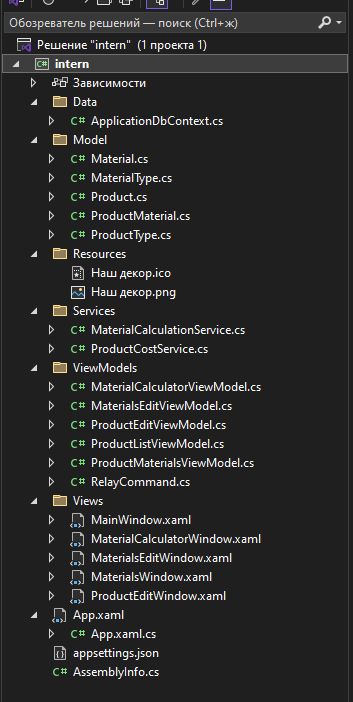 Обозреватель решений — поиск (Ctrl+ж)
Решение "intern" (1 проекта 1)
C# intern
Зависимости
Data
C# ApplicationDbContext.cs
Model
C# Material.cs
C# MaterialType.cs
C# Product.cs
C# ProductMaterial.cs
C# ProductType.cs
Resources
Наш декор.ico
Наш декор.png
Services
C# MaterialCalculationService.cs
C# ProductCostService.cs
ViewModels
C# MaterialCalculatorViewModel.cs
C# MaterialsEditViewModel.cs
C# ProductEditViewModel.cs
C# ProductListViewModel.cs
C# ProductMaterialsViewModel.cs
C# RelayCommand.cs
Views
MainWindow.xaml
MaterialCalculatorWindow.xaml
MaterialsEditWindow.xaml
MaterialsWindow.xaml
ProductEditWindow.xaml
App.xaml
C# App.xaml.cs
appsettings.json
C# AssemblyInfo.cs